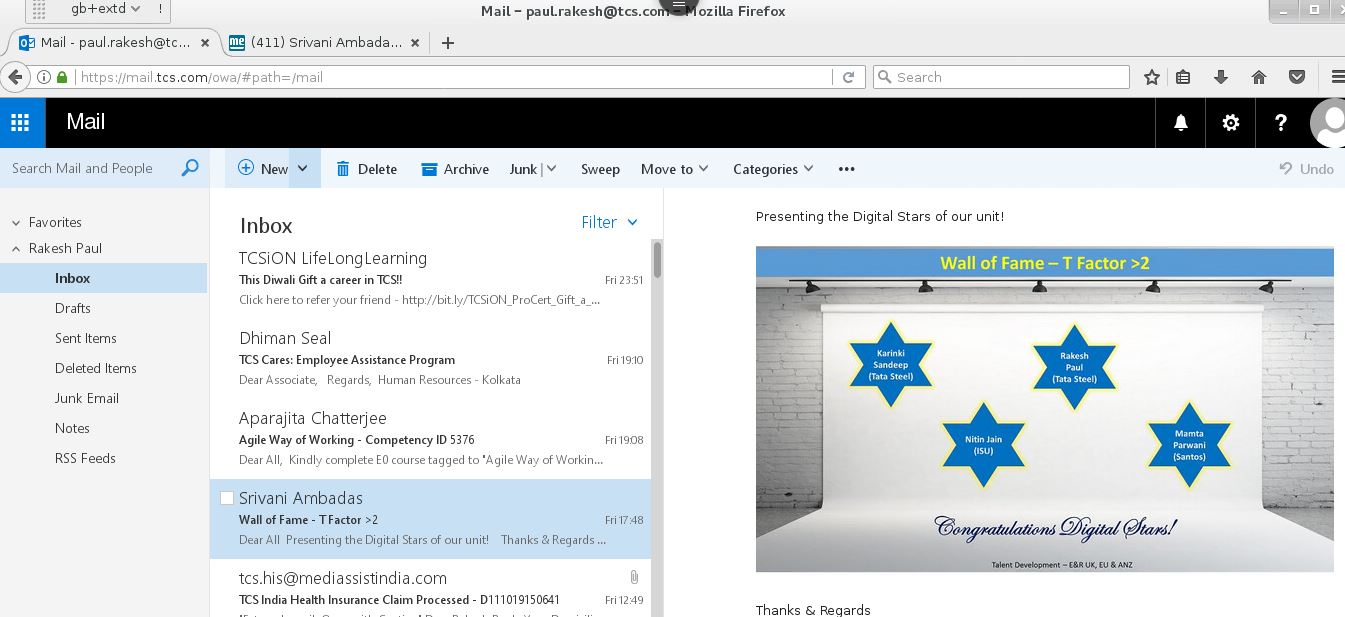 gb+extd !
Mail – paul.rakesh@tcs.com – Mozilla Firefox
Mail - paul.rakesh@tc... × me (411) Srivani Ambada... × +
https://mail.tcs.com/owa/#path=/mail Search
Mail ?
Search Mail and People New Delete Archive Junk | Sweep Move to Categories ••• Undo
Favorites
Rakesh Paul
Inbox
Drafts
Sent Items
Deleted Items
Junk Email
Notes
RSS Feeds
Inbox Filter
TCSiON LifeLongLearning
This Diwali Gift a career in TCS!! Fri 23:51
Click here to refer your friend - http://bit.ly/TCSiON_ProCert_Gift_a_...
Dhiman Seal
TCS Cares: Employee Assistance Program Fri 19:10
Dear Associate, Regards, Human Resources - Kolkata
Aparajita Chatterjee
Agile Way of Working - Competency ID 5376 Fri 19:08
Dear All, Kindly complete E0 course tagged to "Agile Way of Workin...
Srivani Ambadas
Wall of Fame - T Factor >2 Fri 17:48
Dear All Presenting the Digital Stars of our unit! Thanks & Regards ...
tcs.his@mediassistindia.com
TCS India Health Insurance Claim Processed - D111019150641 Fri 12:49
Presenting the Digital Stars of our unit!
Wall of Fame – T Factor >2
Karinki
Sandeep
(Tata Steel)
Rakesh
Paul
(Tata Steel)
Nitin Jain
(ISU)
Mamta
Parwani
(Santos)
Congratulations Digital Stars!
Talent Development – E&R UK, EU & ANZ
Thanks & Regards